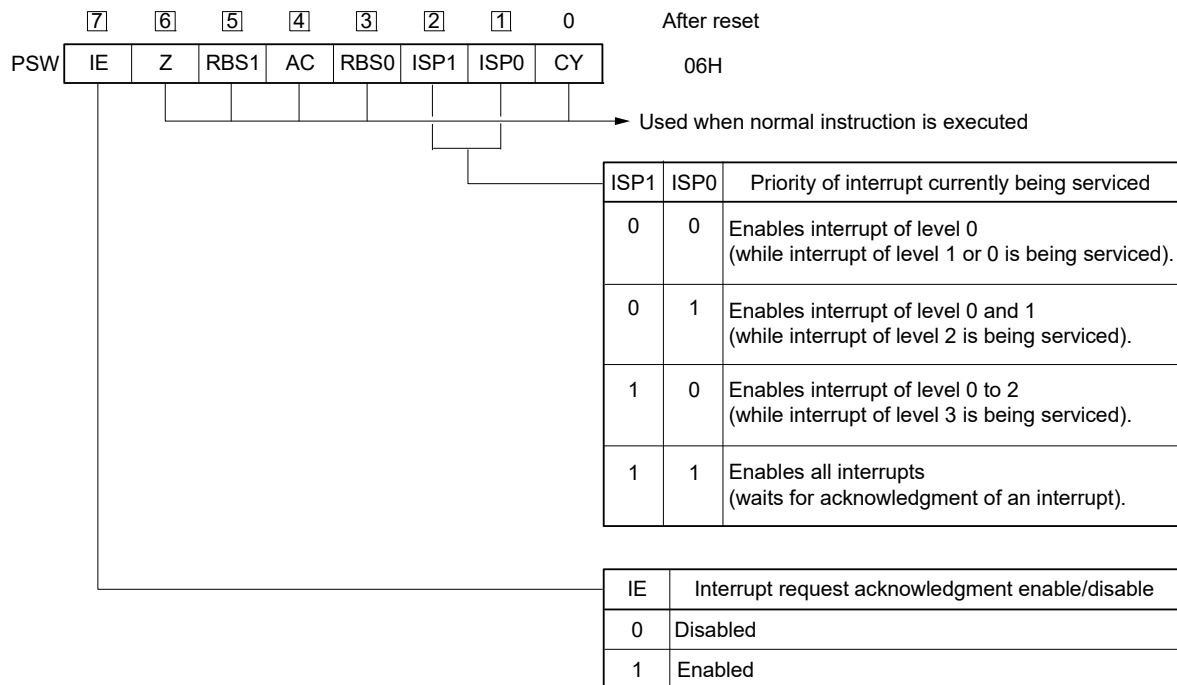 7 6 5 4 3 2 1 0 After reset
PSW IE Z RBS1 AC RBS0 ISP1 ISP0 CY 06H
Used when normal instruction is executed
ISP1 ISP0 Priority of interrupt currently being serviced
0 0 Enables interrupt of level 0
(while interrupt of level 1 or 0 is being serviced).
0 1 Enables interrupt of level 0 and 1
(while interrupt of level 2 is being serviced).
1 0 Enables interrupt of level 0 to 2
(while interrupt of level 3 is being serviced).
1 1 Enables all interrupts
(waits for acknowledgment of an interrupt).
IE Interrupt request acknowledgment enable/disable
0 Disabled
1 Enabled